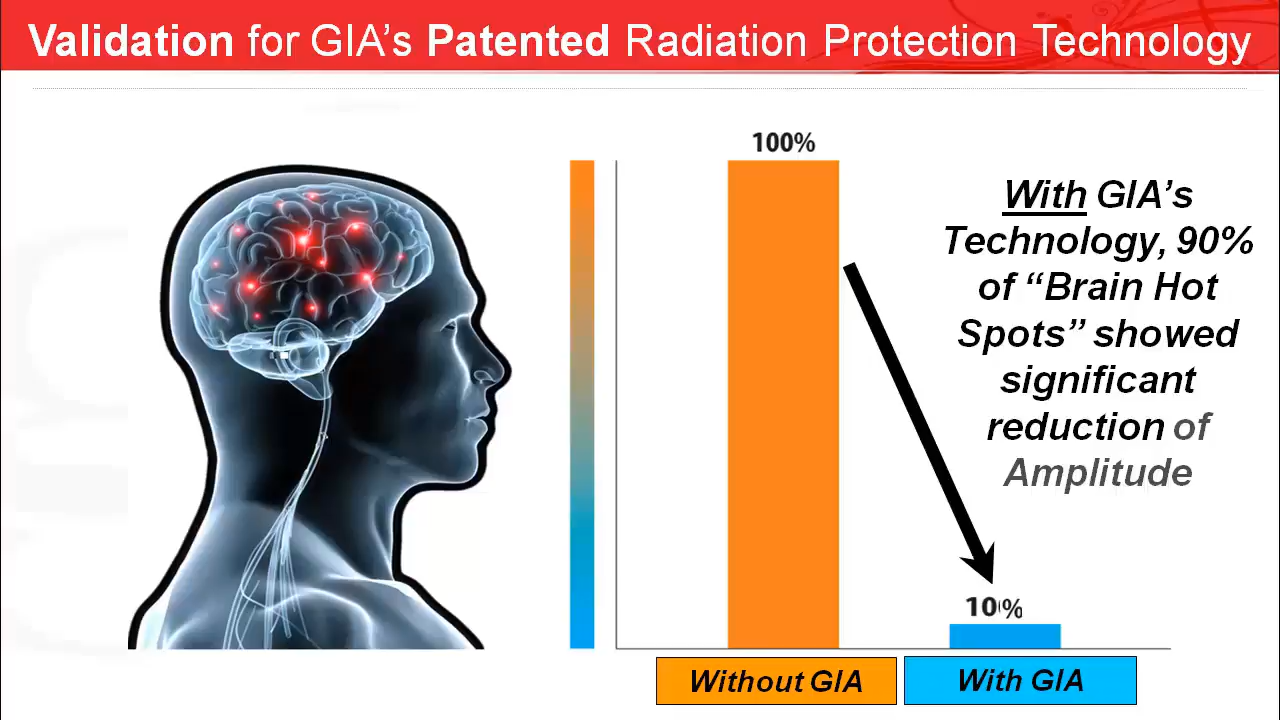 Validation for GIA’s Patented Radiation Protection Technology
100%
With GIA’s
Technology, 90%
of “Brain Hot
Spots” showed
significant
reduction of
Amplitude
10%
Without GIA
With GIA